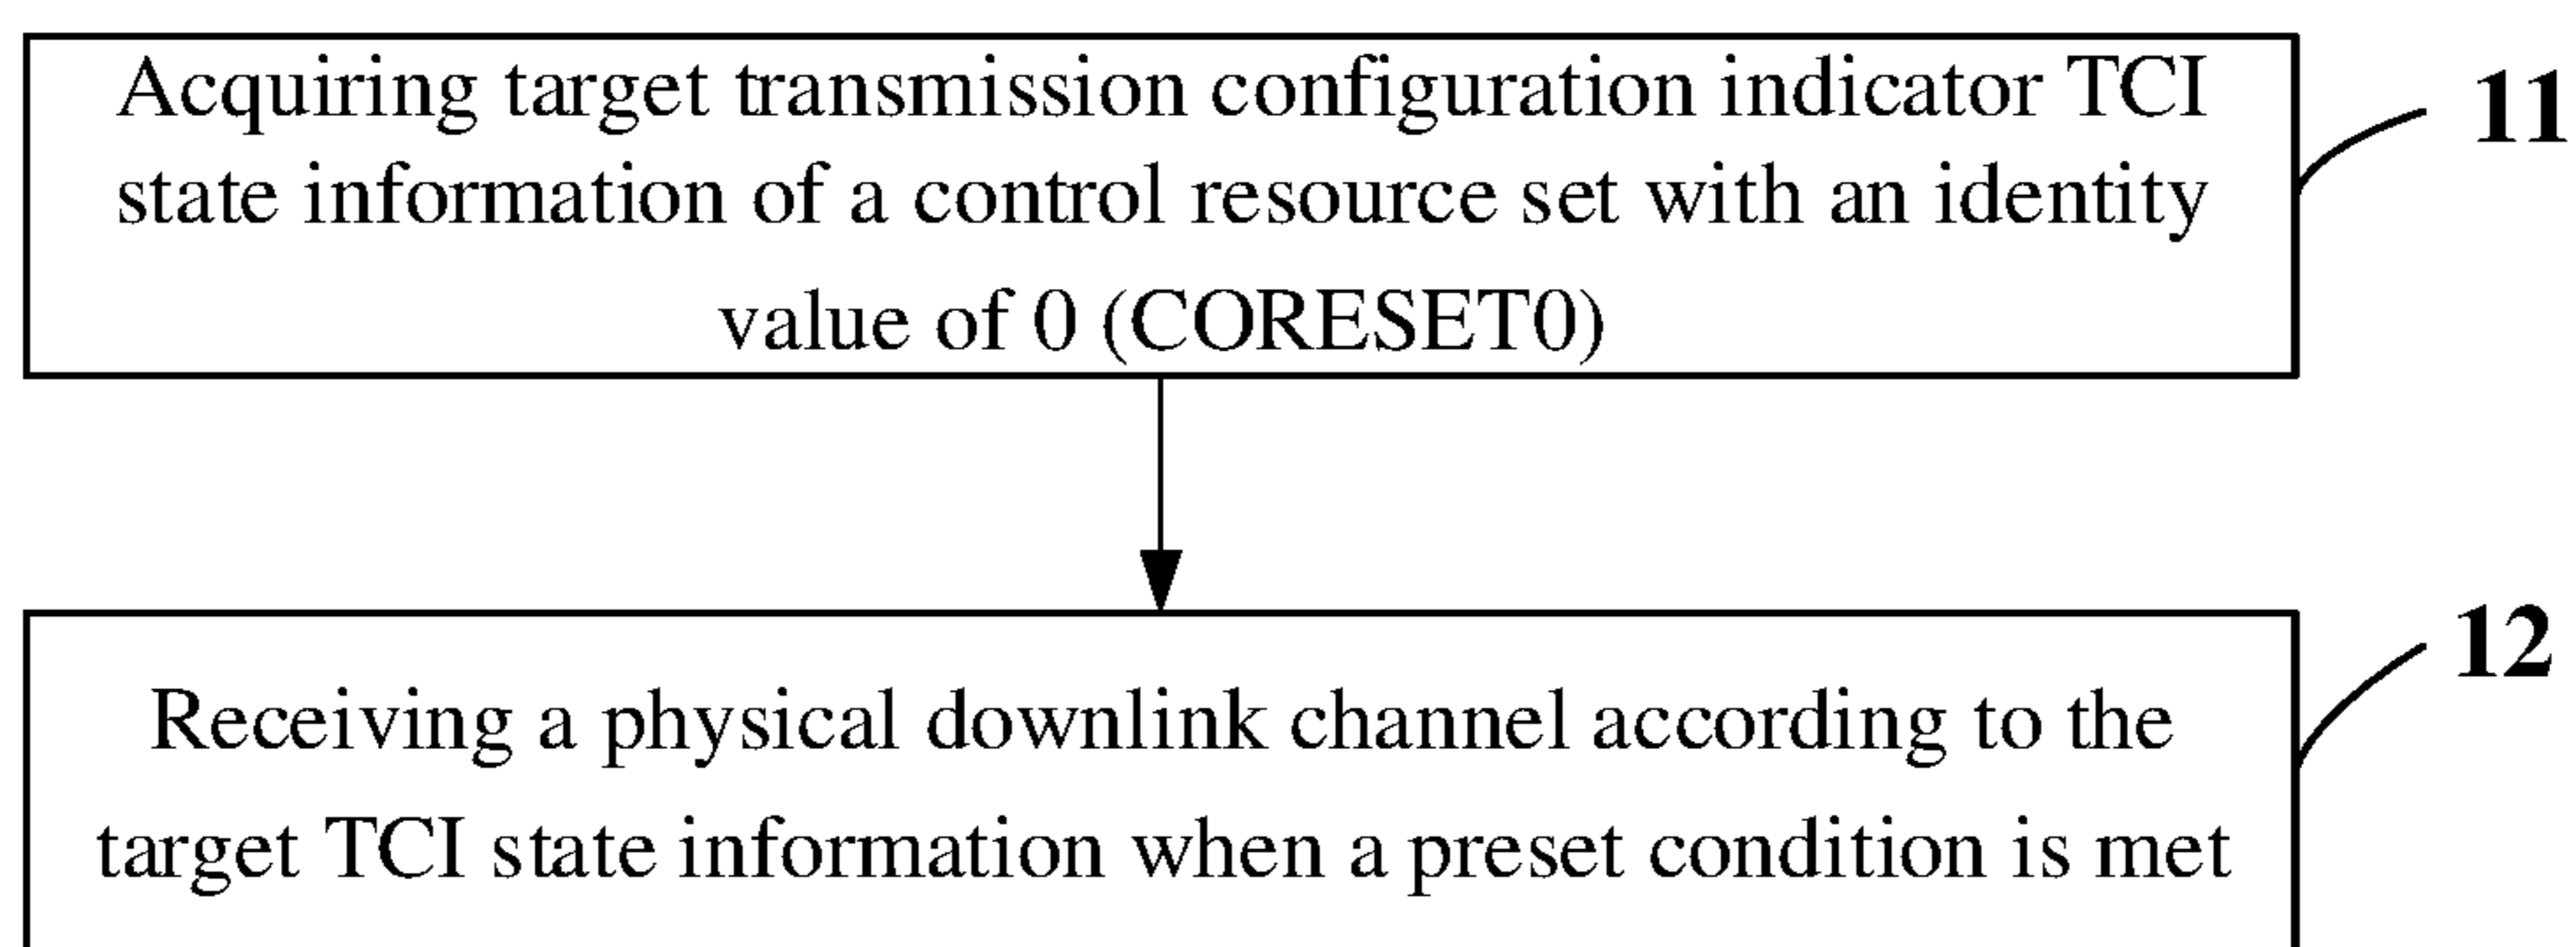 Acquiring target transmission configuration indicator TCI
state information of a control resource set with an identity
value of 0 (CORESET0)
11
Receiving a physical downlink channel according to the
target TCI state information when a preset condition is met
12